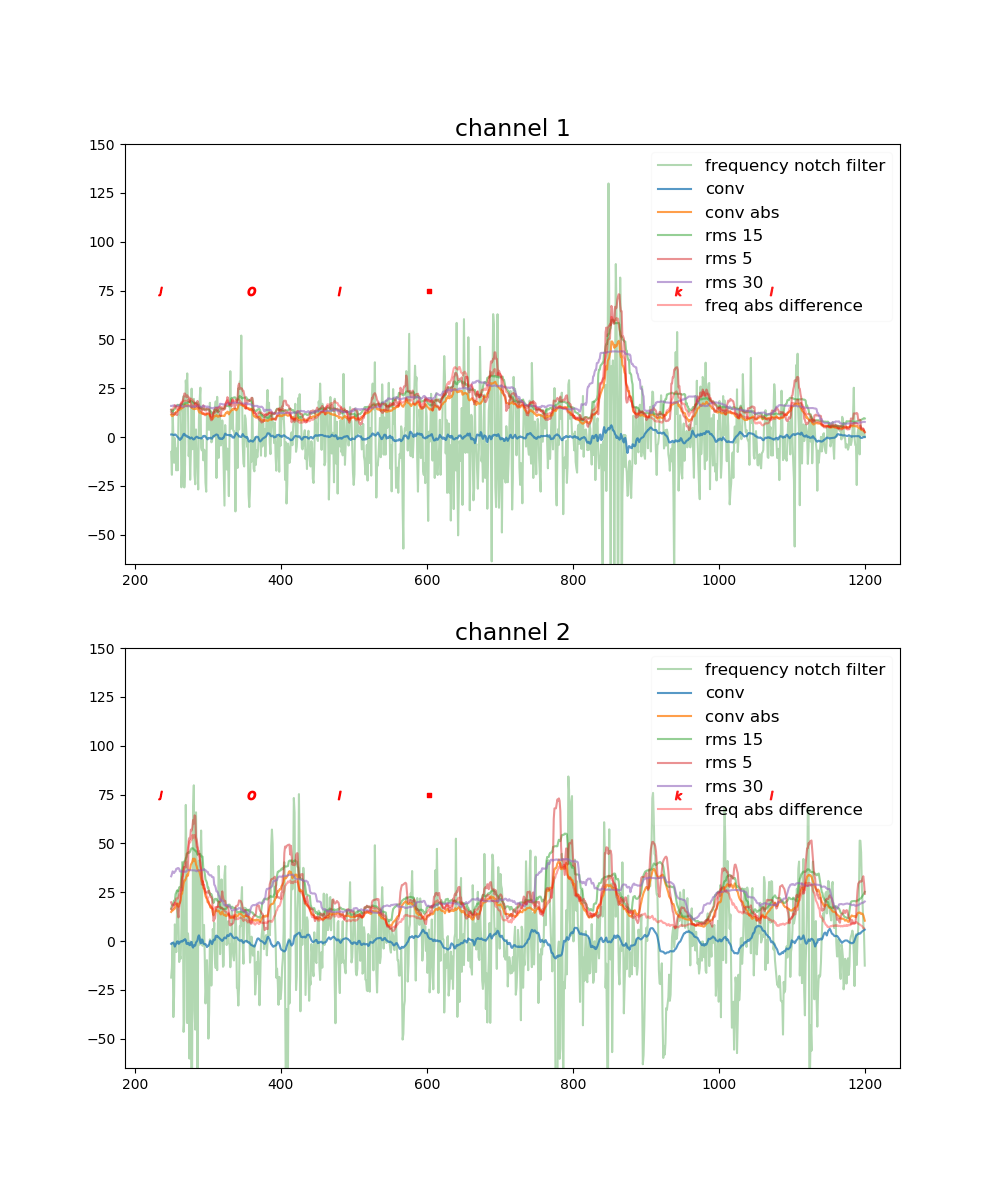 channel 1
150
125
100
75
50
25
0
−25
−50
200 400 600 800 1000 1200
frequency notch filter
conv
conv abs
rms 15
rms 5
rms 30
freq abs difference
J O l ▪ k l
channel 2
150
125
100
75
50
25
0
−25
−50
200 400 600 800 1000 1200
frequency notch filter
conv
conv abs
rms 15
rms 5
rms 30
freq abs difference
J O l ▪ k l